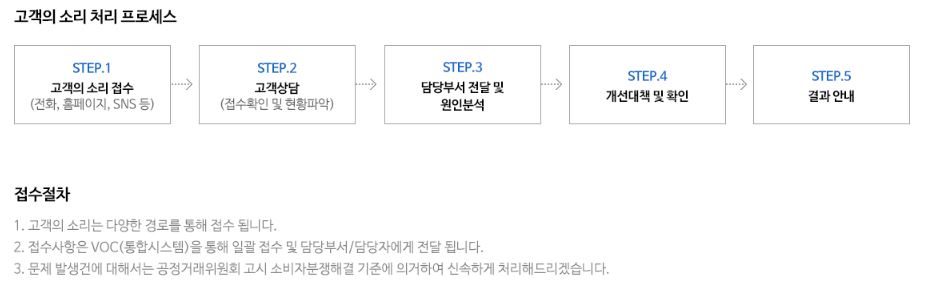 고객의 소리 처리 프로세스
STEP.1
고객의 소리 접수
(전화, 홈페이지, SNS 등)
STEP.2
고객상담
(접수확인 및 현황파악)
STEP.3
담당부서 전달 및
원인분석
STEP.4
개선대책 및 확인
STEP.5
결과 안내
접수절차
1. 고객의 소리는 다양한 경로를 통해 접수 됩니다.
2. 접수사항은 VOC(통합시스템)을 통해 일괄 접수 및 담당부서/담당자에게 전달 됩니다.
3. 문제 발생건에 대해서는 공정거래위원회 고시 소비자분쟁해결 기준에 의거하여 신속하게 처리해드리겠습니다.